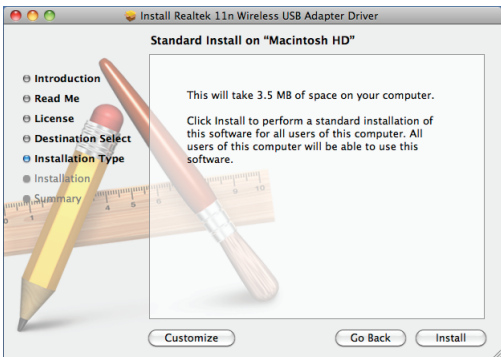 Install Realtek 11n Wireless USB Adapter Driver
Standard Install on “Macintosh HD”
Introduction
Read Me
License
Destination Select
Installation Type
Installation
Summary
This will take 3.5 MB of space on your computer.
Click Install to perform a standard installation of
this software for all users of this computer. All
users of this computer will be able to use this
software.
Customize
Go Back
Install